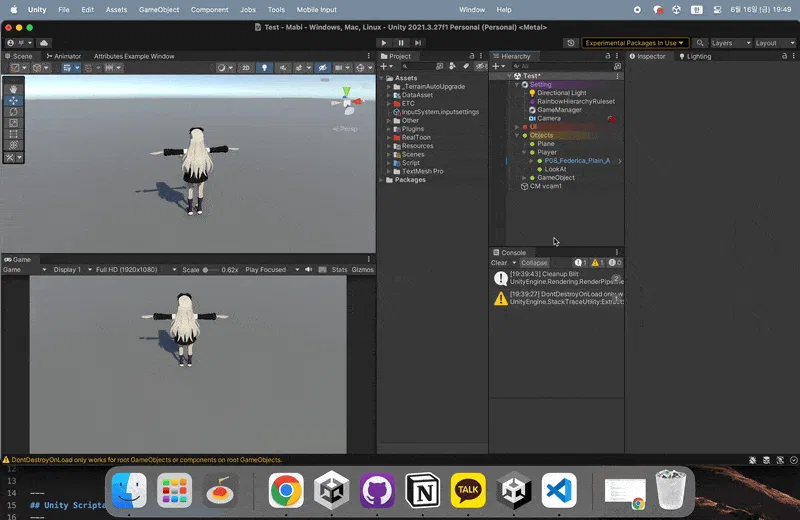 Unity File Edit Assets GameObject Component Jobs Tools Mobile Input Window Help 한 6월 16일 (금) 19:49
Test - Mabi - Windows, Mac, Linux - Unity 2021.3.27f1 Personal (Personal) <Metal>
Experimental Packages In Use Layers Layout
Scene Animator Attributes Example Window
2D
Persp
Game
Game Display 1 Full HD (1920x1080) Scale 0.62x Play Focused Stats Gizmos
Project
Assets
_TerrainAutoUpgrade
DataAsset
ETC
InputSystem.inputsettings
Other
Plugins
RealToon
Resources
Scenes
Script
TextMesh Pro
Packages
Hierarchy
All
Test*
Setting
Directional Light
RainbowHierarchyRuleset
GameManager
Camera
UI
Objects
Plane
Player
P08_Federica_Plain_A
LookAt
GameObject
CM vcam1
Console
Clear Collapse 1 1 0
[19:39:43] Cleanup Blit
UnityEngine.Rendering.RenderPipeline
[19:39:27] DontDestroyOnLoad only w
UnityEngine.StackTraceUtility:Extrac
Inspector Lighting
DontDestroyOnLoad only works for root GameObjects or components on root GameObjects.
12
14
---
15
## Unity Scripta
16
---
TALK